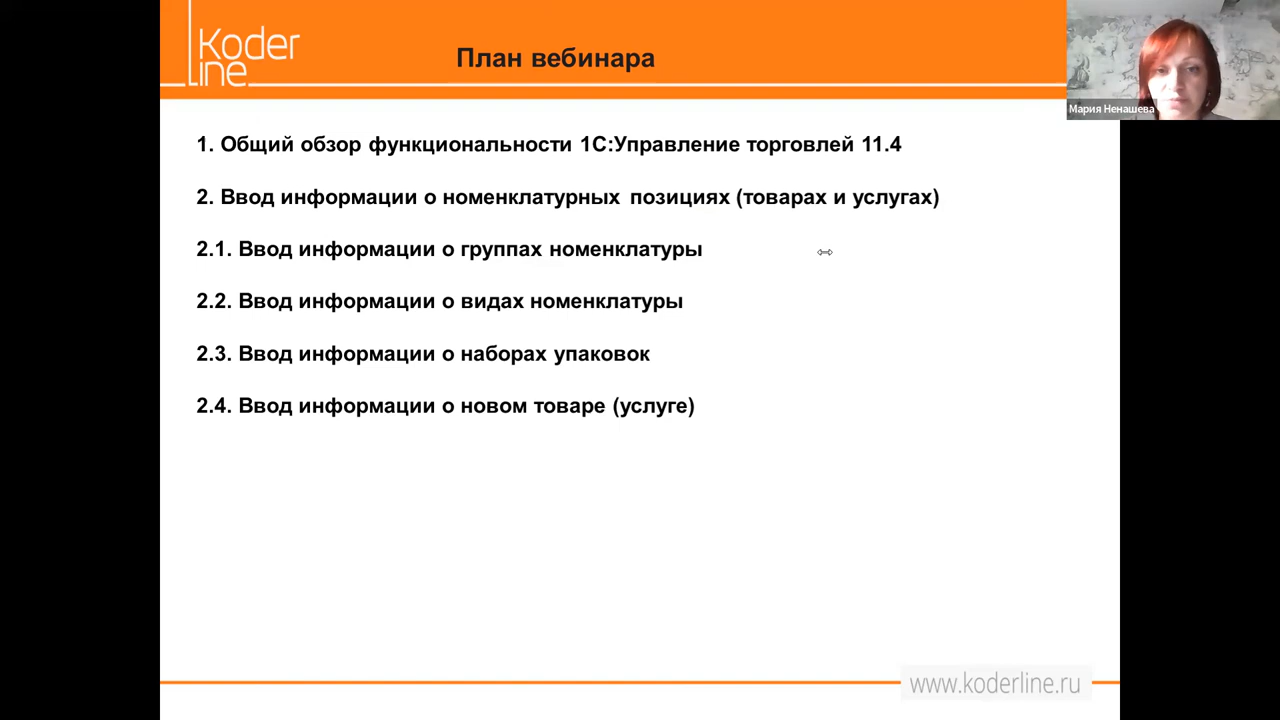 Koder
line
План вебинара
Мария Ненашева
1. Общий обзор функциональности 1С:Управление торговлей 11.4
2. Ввод информации о номенклатурных позициях (товарах и услугах)
2.1. Ввод информации о группах номенклатуры
2.2. Ввод информации о видах номенклатуры
2.3. Ввод информации о наборах упаковок
2.4. Ввод информации о новом товаре (услуге)
www.koderline.ru